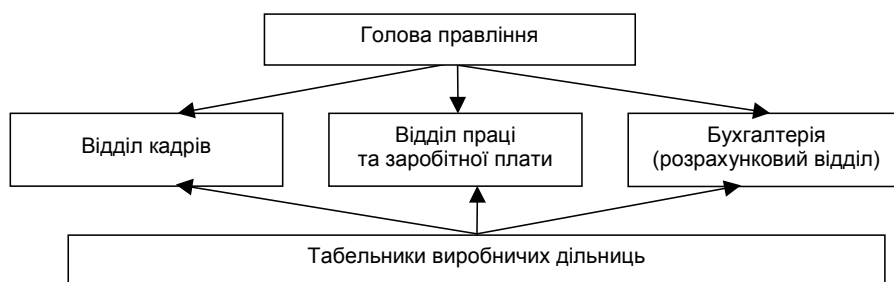 Голова правління
Відділ кадрів
Відділ праці
та заробітної плати
Бухгалтерія
(розрахунковий відділ)
Табельники виробничих дільниць